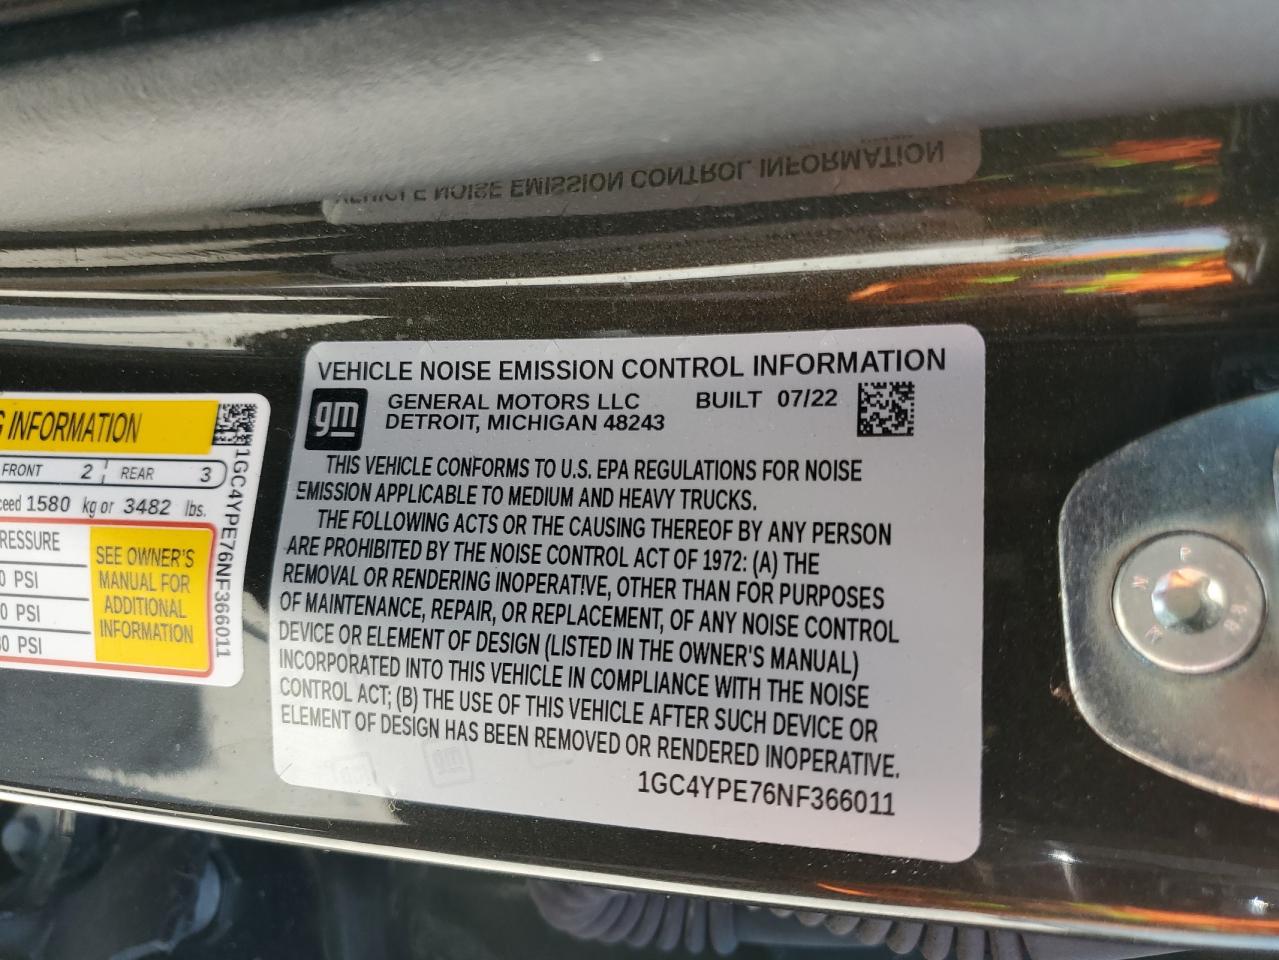 VEHICLE NOISE EMISSION CONTROL INFORMATION
gm
GENERAL MOTORS LLC BUILT 07/22
DETROIT, MICHIGAN 48243
THIS VEHICLE CONFORMS TO U.S. EPA REGULATIONS FOR NOISE
EMISSION APPLICABLE TO MEDIUM AND HEAVY TRUCKS.
THE FOLLOWING ACTS OR THE CAUSING THEREOF BY ANY PERSON
ARE PROHIBITED BY THE NOISE CONTROL ACT OF 1972: (A) THE
REMOVAL OR RENDERING INOPERATIVE, OTHER THAN FOR PURPOSES
OF MAINTENANCE, REPAIR, OR REPLACEMENT, OF ANY NOISE CONTROL
DEVICE OR ELEMENT OF DESIGN (LISTED IN THE OWNER'S MANUAL)
INCORPORATED INTO THIS VEHICLE IN COMPLIANCE WITH THE NOISE
CONTROL ACT; (B) THE USE OF THIS VEHICLE AFTER SUCH DEVICE OR
ELEMENT OF DESIGN HAS BEEN REMOVED OR RENDERED INOPERATIVE.
1GC4YPE76NF366011
INFORMATION
FRONT 2 REAR 3
1580 kg or 3482 lbs.
0 PSI
0 PSI
30 PSI
SEE OWNER'S
MANUAL FOR
ADDITIONAL
INFORMATION
1GC4YPE76NF366011